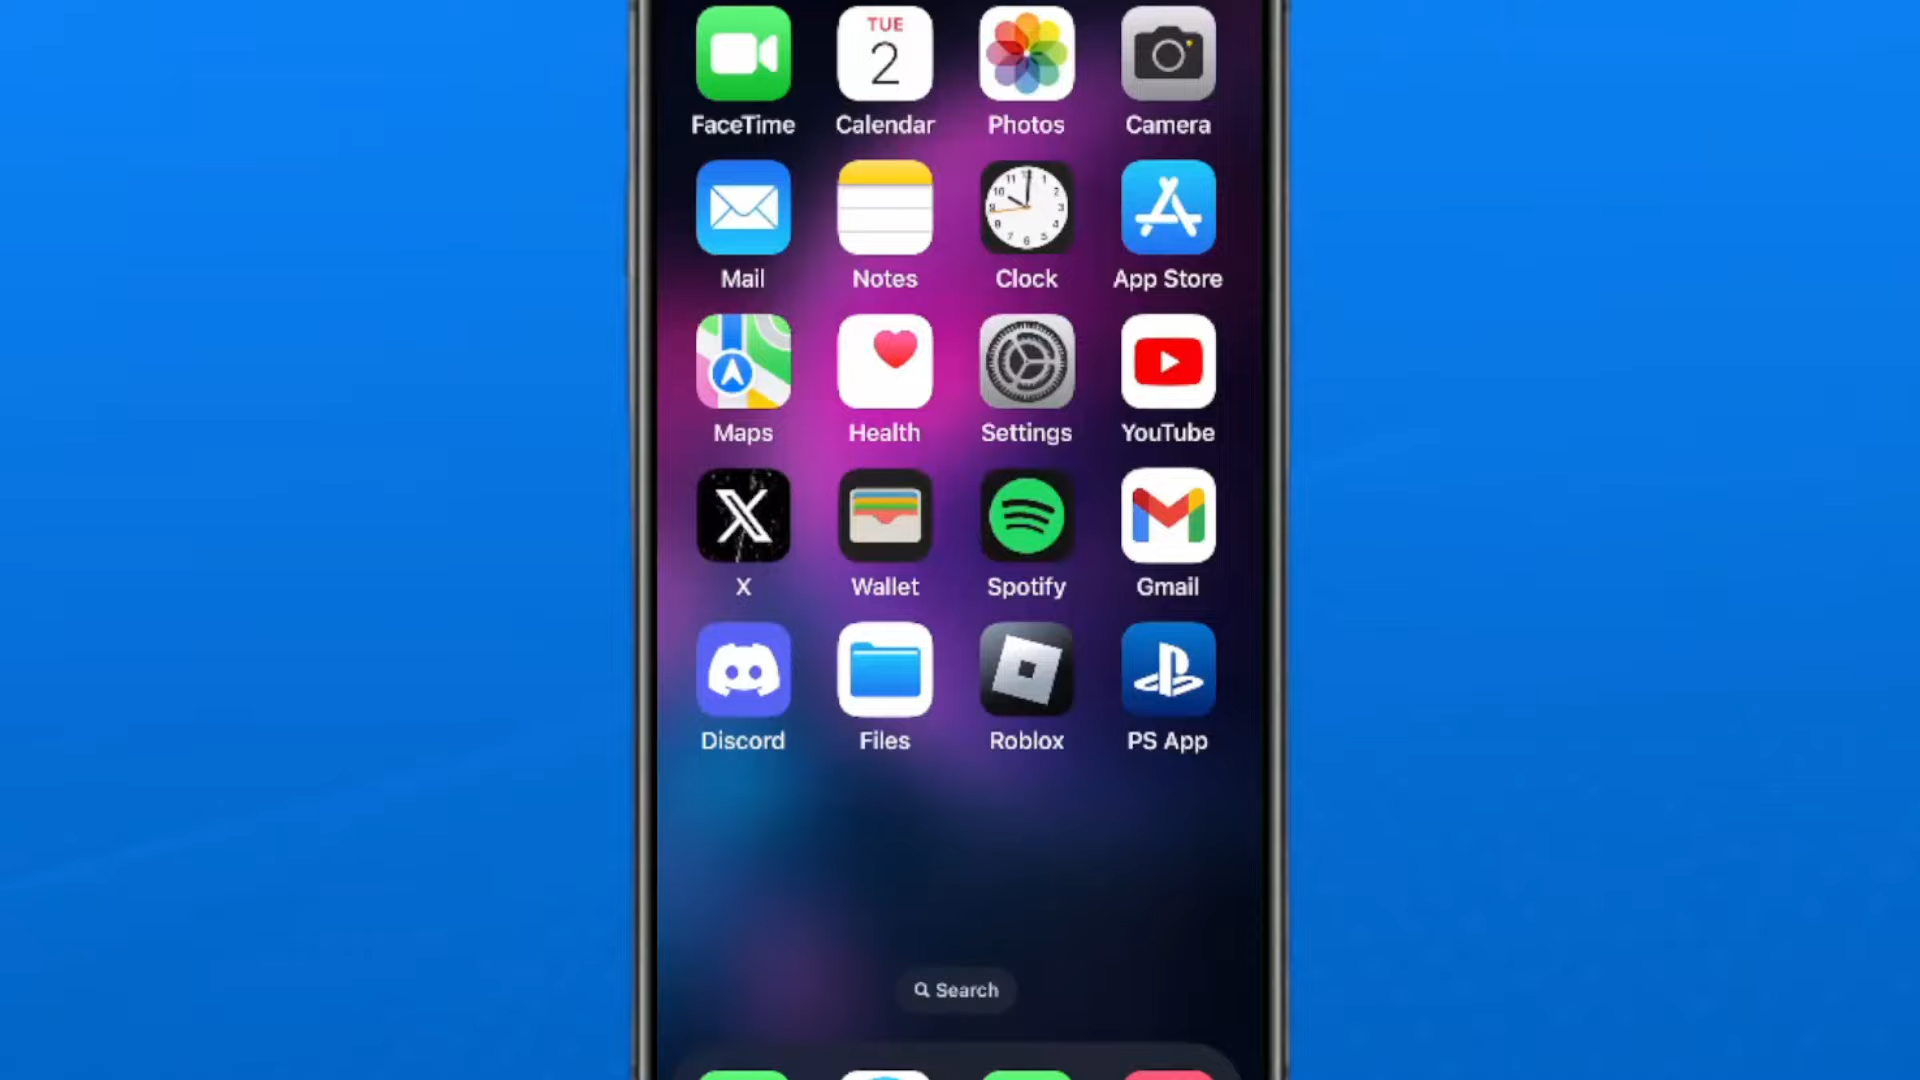 TUE
2
FaceTime Calendar Photos Camera
Mail Notes Clock App Store
Maps Health Settings YouTube
X Wallet Spotify Gmail
Discord Files Roblox PS App
Search